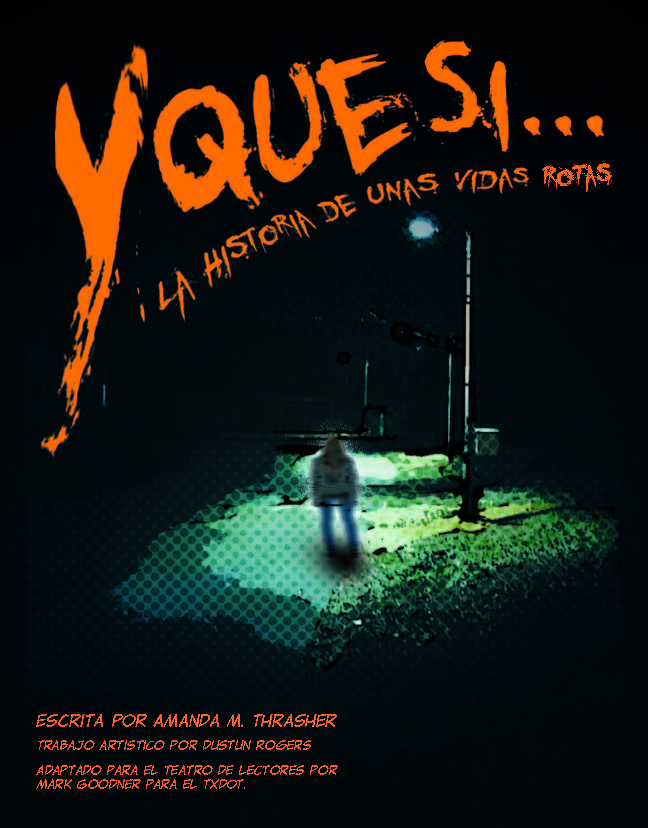 Y QUE SI...
¡ LA HISTORIA DE UNAS VIDAS ROTAS
ESCRITA POR AMANDA M. THRASHER
TRABAJO ARTISTICO POR DUSTUN ROGERS
ADAPTADO PARA EL TEATRO DE LECTORES POR
MARK GOODNER PARA EL TXDOT.